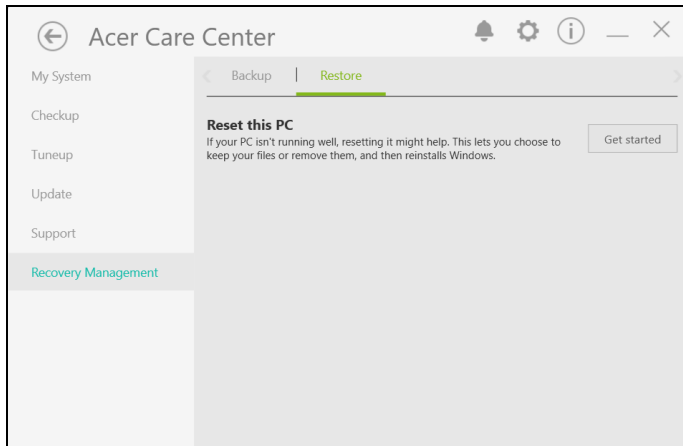 Acer Care Center
My System
Checkup
Tuneup
Update
Support
Recovery Management
Backup | Restore
Reset this PC
If your PC isn't running well, resetting it might help. This lets you choose to
keep your files or remove them, and then reinstalls Windows.
Get started